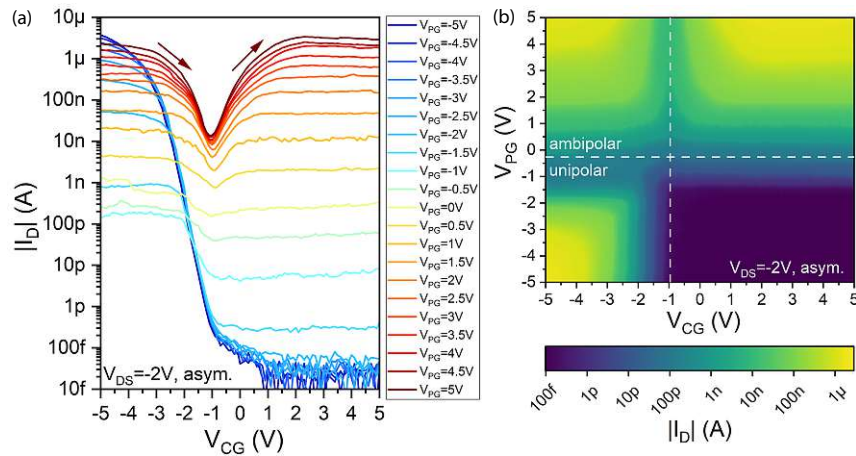 (a)
10µ
1µ
100n
10n
1n
100p
10p
1p
100f
10f
|I_D| (A)
V_DS=-2V, asym.
-5 -4 -3 -2 -1 0 1 2 3 4 5
V_CG (V)
V_PG=-5V
V_PG=-4.5V
V_PG=-4V
V_PG=-3.5V
V_PG=-3V
V_PG=-2.5V
V_PG=-2V
V_PG=-1.5V
V_PG=-1V
V_PG=-0.5V
V_PG=0V
V_PG=0.5V
V_PG=1V
V_PG=1.5V
V_PG=2V
V_PG=2.5V
V_PG=3V
V_PG=3.5V
V_PG=4V
V_PG=4.5V
V_PG=5V
(b)
5
4
3
2
1
0
-1
-2
-3
-4
5
V_PG (V)
ambipolar
unipolar
V_DS=-2V, asym.
-5 -4 -3 -2 -1 0 1 2 3 4 5
V_CG (V)
100f 1p 10p 100p 1n 10n 100n 1µ
|I_D| (A)